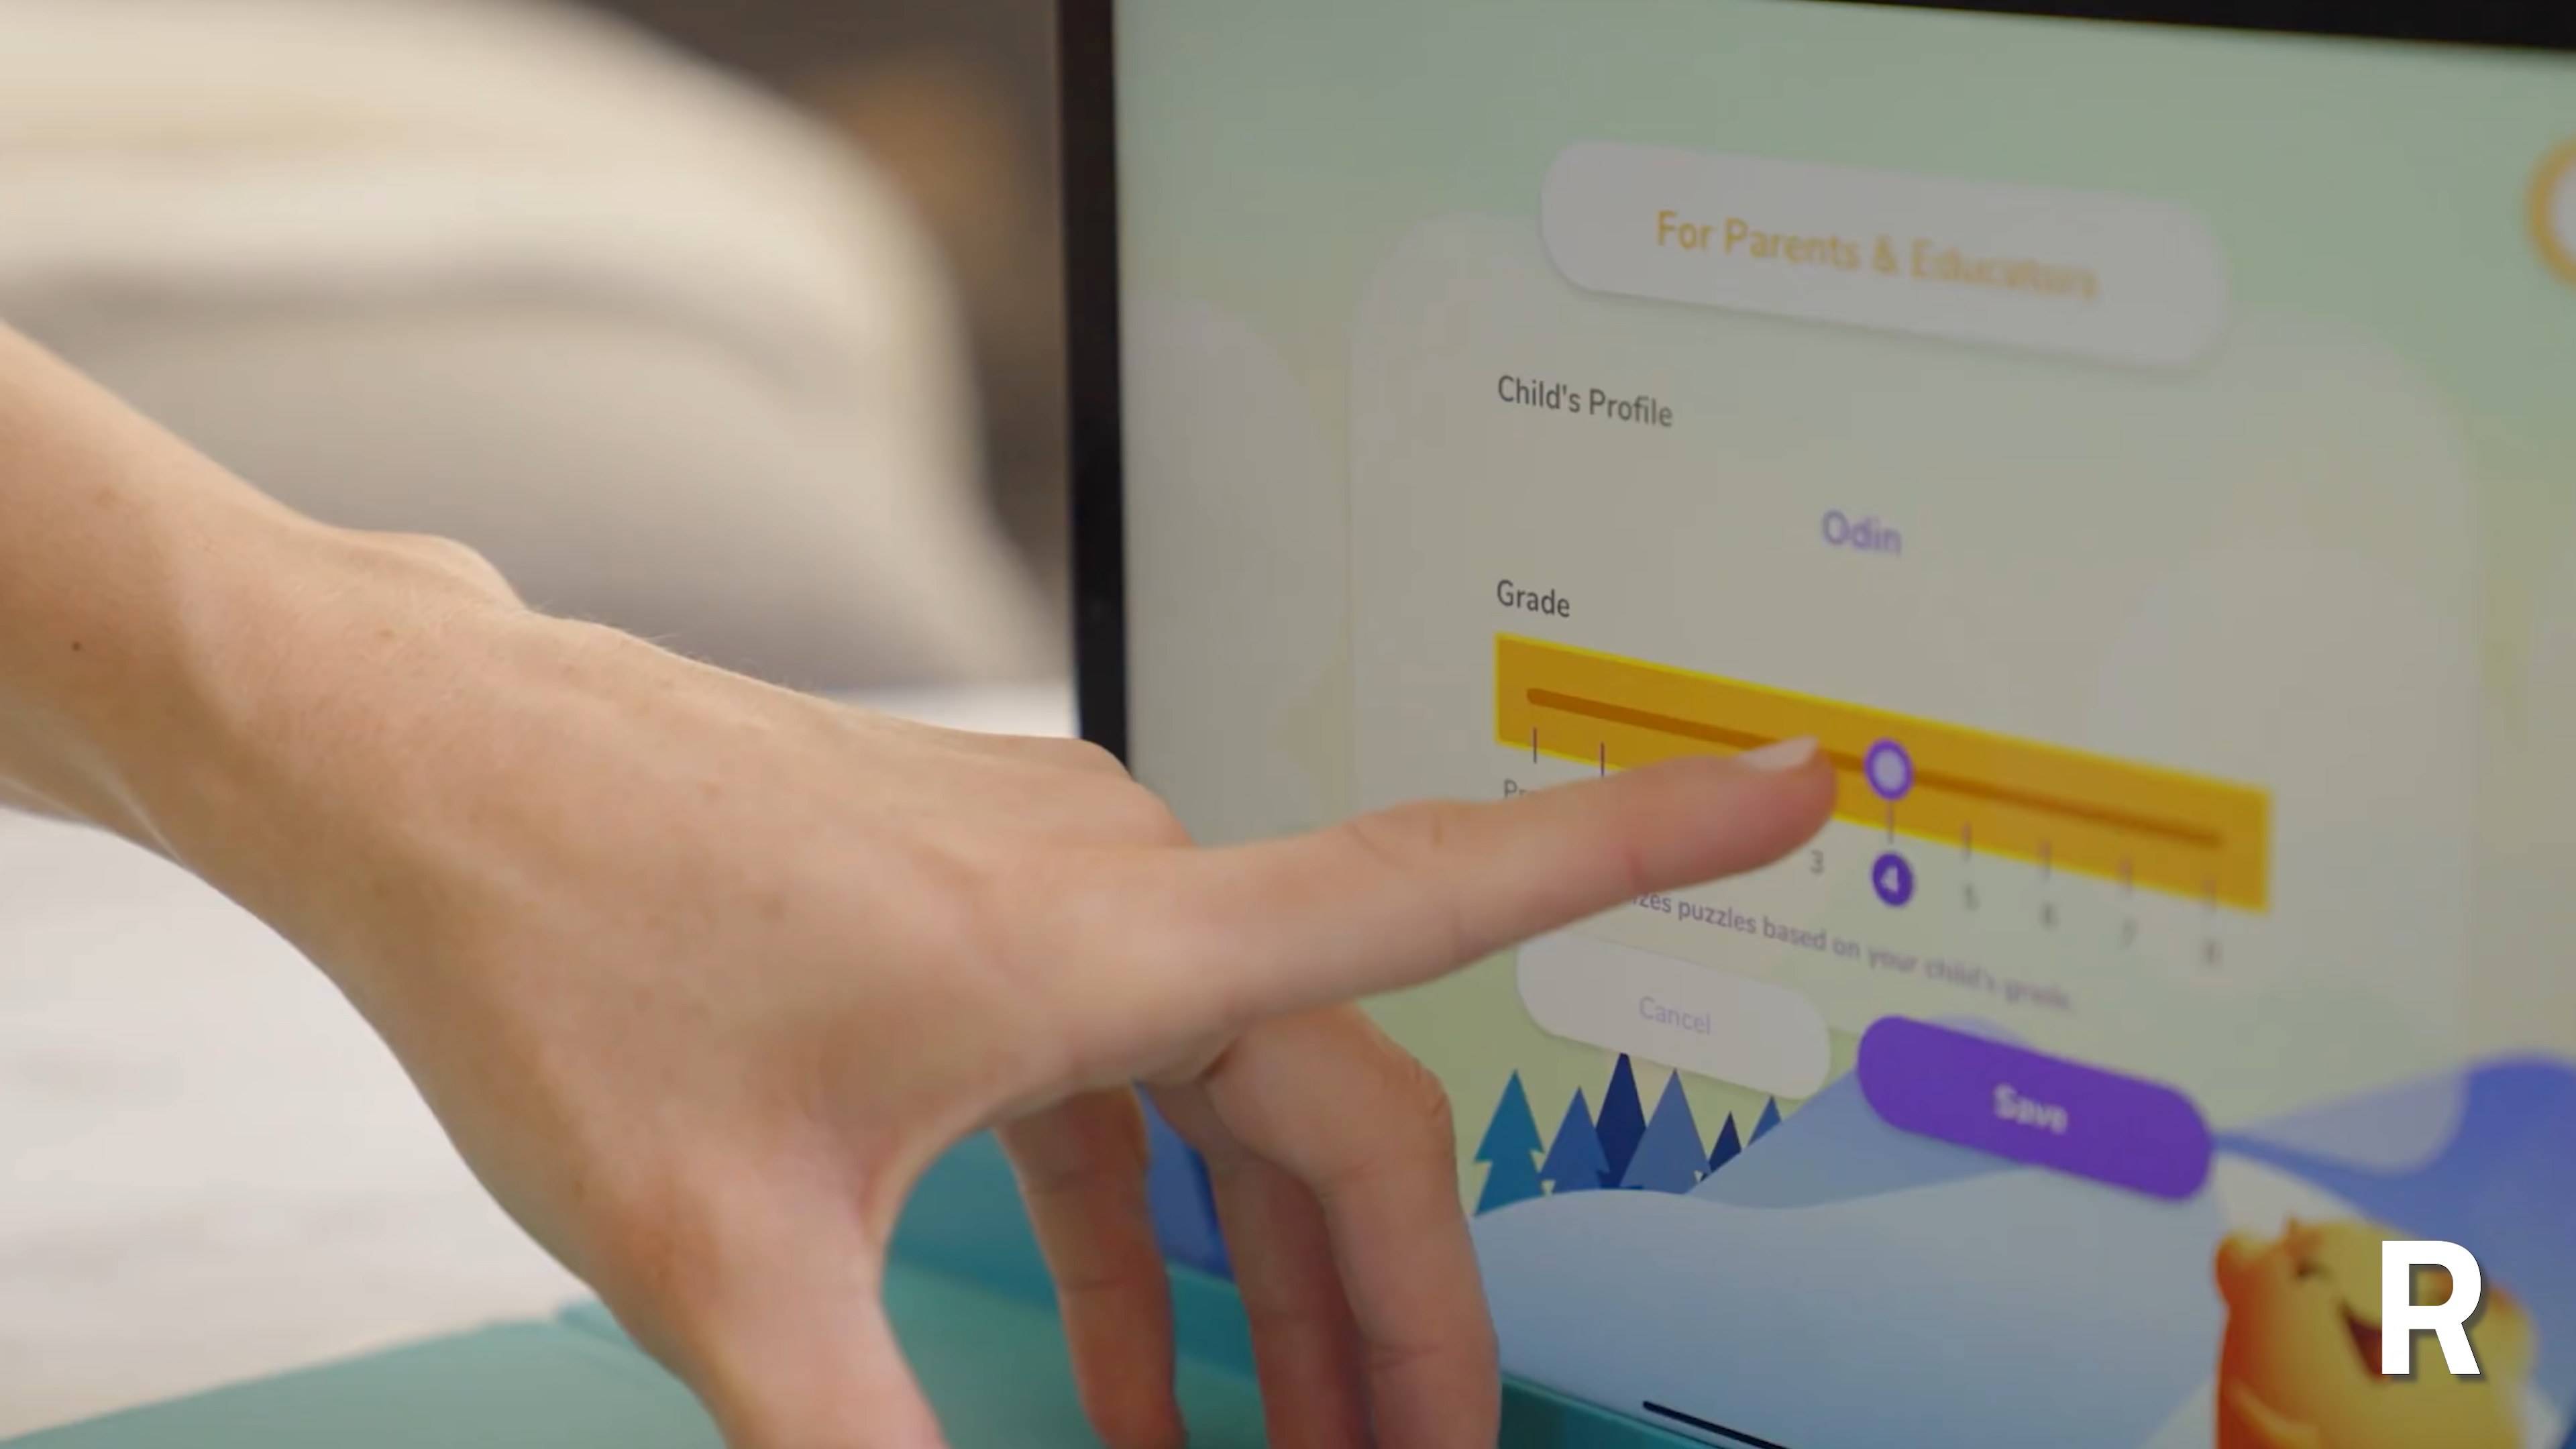 For Parents & Educators
Child's Profile
Odin
Grade
3 4 5 6 7 8
puzzles based on your child's grade.
Cancel
Save
R